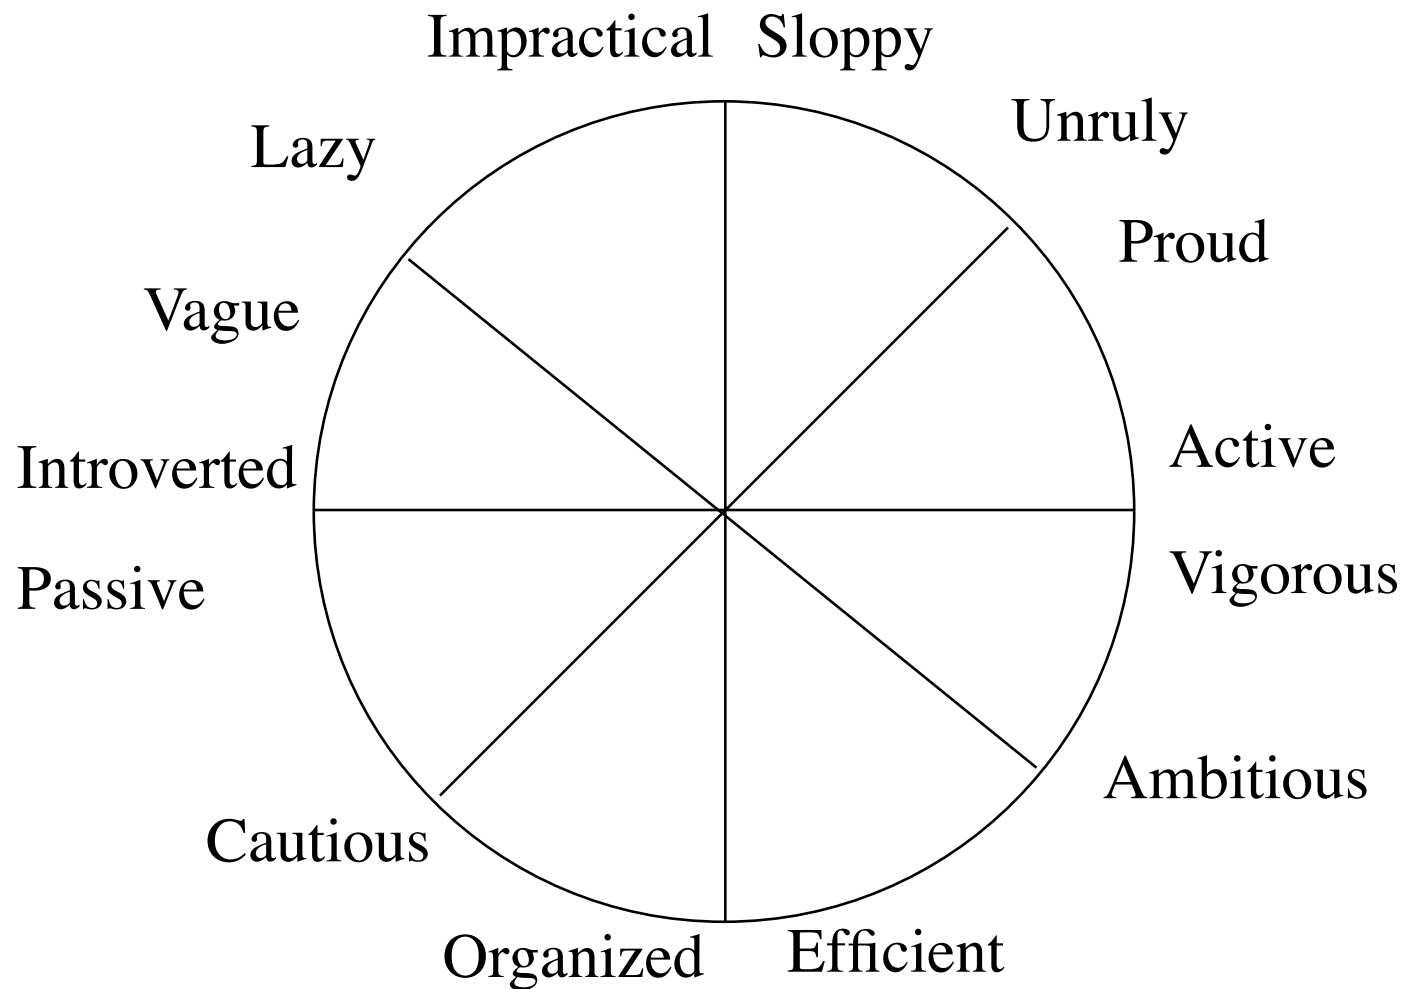 Impractical Sloppy
Unruly
Lazy
Proud
Vague
Active
Introverted
Vigorous
Passive
Ambitious
Cautious
Efficient
Organized